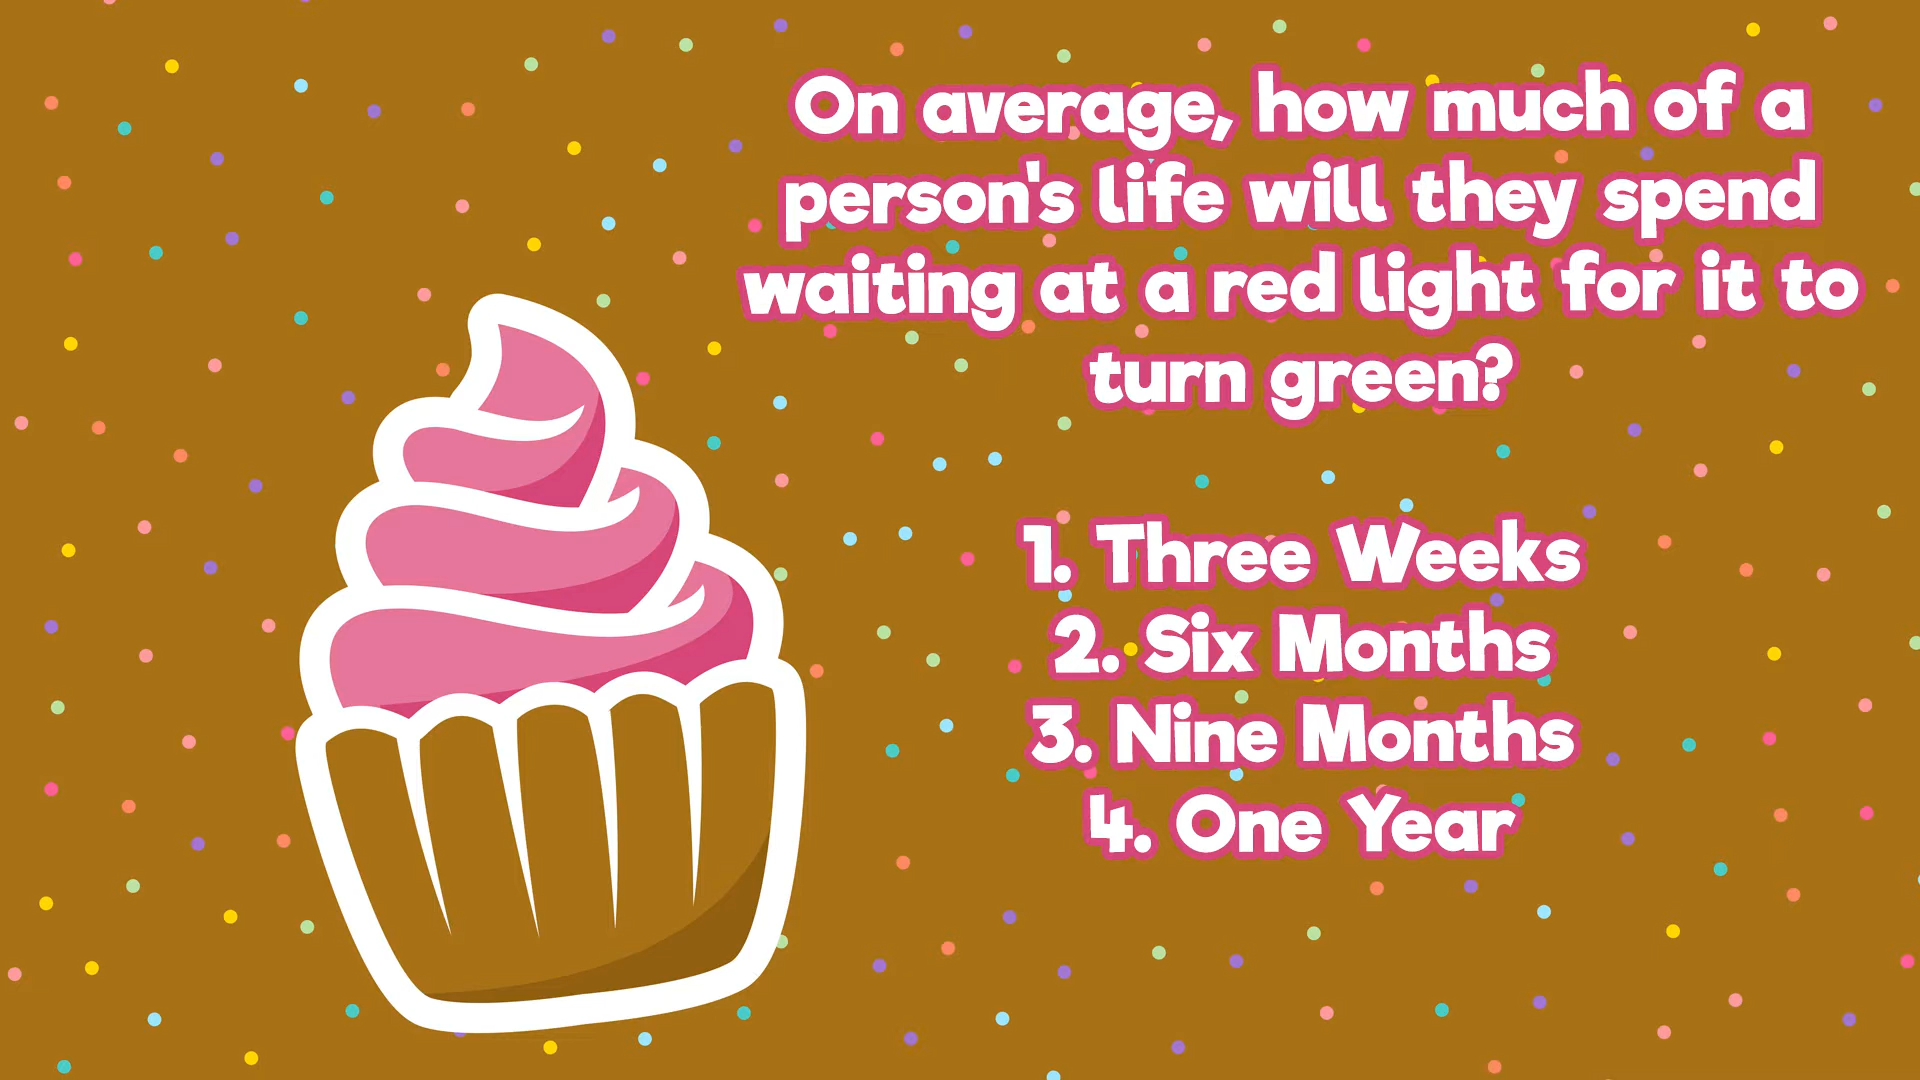 On average, how much of a
person's life will they spend
waiting at a red light for it to
turn green?
1. Three Weeks
2. Six Months
3. Nine Months
4. One Year